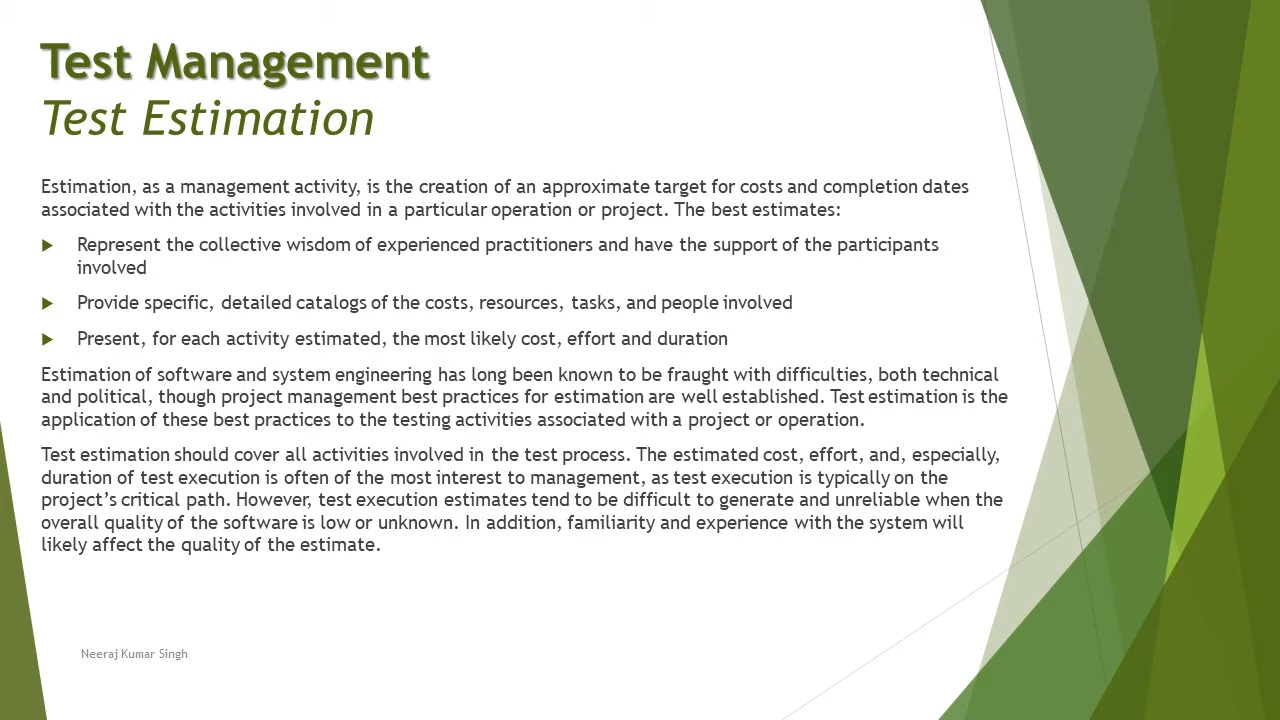 Test Management
Test Estimation
Estimation, as a management activity, is the creation of an approximate target for costs and completion dates
associated with the activities involved in a particular operation or project. The best estimates:
Represent the collective wisdom of experienced practitioners and have the support of the participants
involved
Provide specific, detailed catalogs of the costs, resources, tasks, and people involved
Present, for each activity estimated, the most likely cost, effort and duration
Estimation of software and system engineering has long been known to be fraught with difficulties, both technical
and political, though project management best practices for estimation are well established. Test estimation is the
application of these best practices to the testing activities associated with a project or operation.
Test estimation should cover all activities involved in the test process. The estimated cost, effort, and, especially,
duration of test execution is often of the most interest to management, as test execution is typically on the
project’s critical path. However, test execution estimates tend to be difficult to generate and unreliable when the
overall quality of the software is low or unknown. In addition, familiarity and experience with the system will
likely affect the quality of the estimate.
Neeraj Kumar Singh